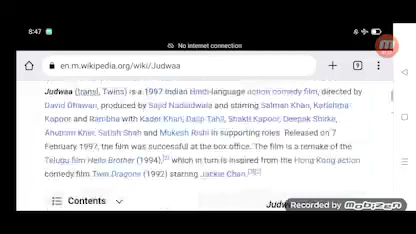 8:47
No internet connection
en.m.wikipedia.org/wiki/Judwaa
9
Judwaa (transl. Twins) is a 1997 Indian Hindi-language action comedy film, directed by
David Dhawan, produced by Sajid Nadiadwala and starring Salman Khan, Karishma
Kapoor and Rambha with Kader Khan, Dalip Tahil, Shakti Kapoor, Deepak Shirke,
Anupam Kher, Satish Shah and Mukesh Rishi in supporting roles. Released on 7
February 1997, the film was successful at the box office. The film is a remake of the
Telugu film Hello Brother (1994),[2] which in turn is inspired from the Hong Kong action
comedy film Twin Dragons (1992) starring Jackie Chan.
Contents
Judw
Recorded by mobizen